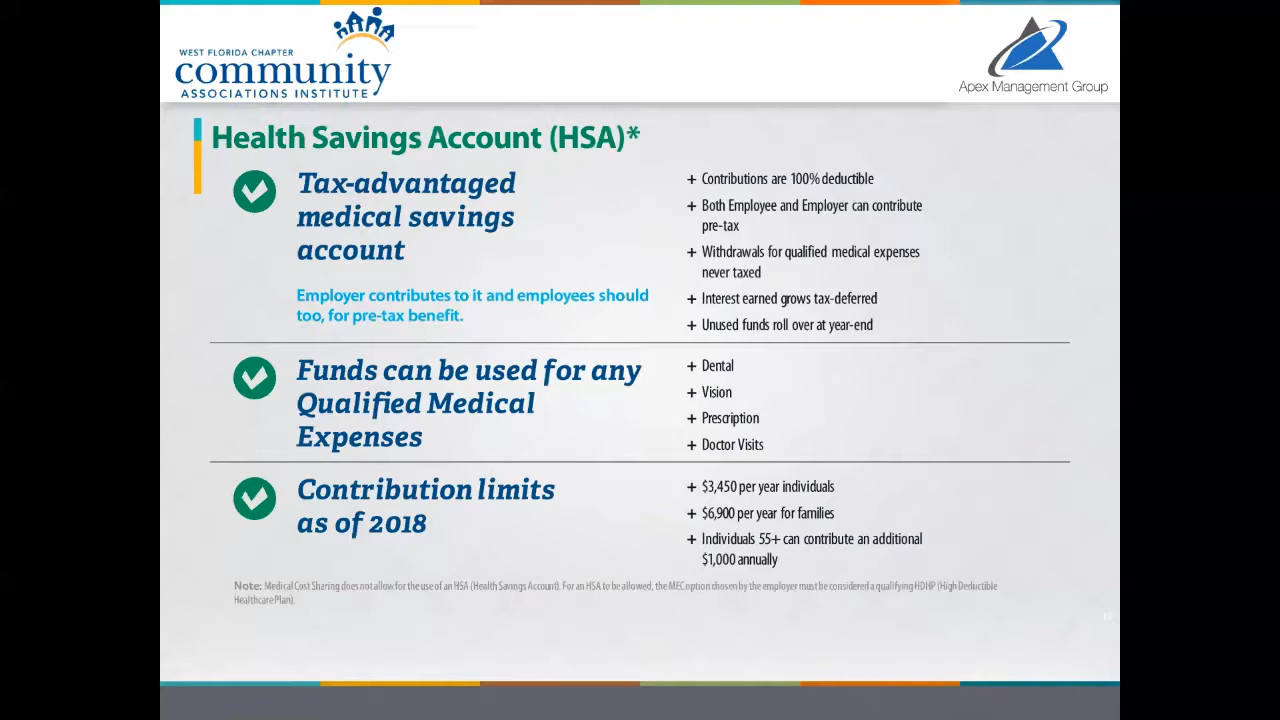 WEST FLORIDA CHAPTER
community
ASSOCIATIONS INSTITUTE
Apex Management Group
Health Savings Account (HSA)*
Tax-advantaged
medical savings
account
Employer contributes to it and employees should
too, for pre-tax benefit.
+ Contributions are 100% deductible
+ Both Employee and Employer can contribute
pre-tax
+ Withdrawals for qualified medical expenses
never taxed
+ Interest earned grows tax-deferred
+ Unused funds roll over at year-end
Funds can be used for any
Qualified Medical
Expenses
+ Dental
+ Vision
+ Prescription
+ Doctor Visits
Contribution limits
as of 2018
+ $3,450 per year individuals
+ $6,900 per year for families
+ Individuals 55+ can contribute an additional
$1,000 annually
Note: Medical Cost Sharing does not allow for the use of an HSA (Health Savings Account). For an HSA to be allowed, the MEC option chosen by the employer must be considered a qualifying HDHP (High Deductible
Healthcare Plan).